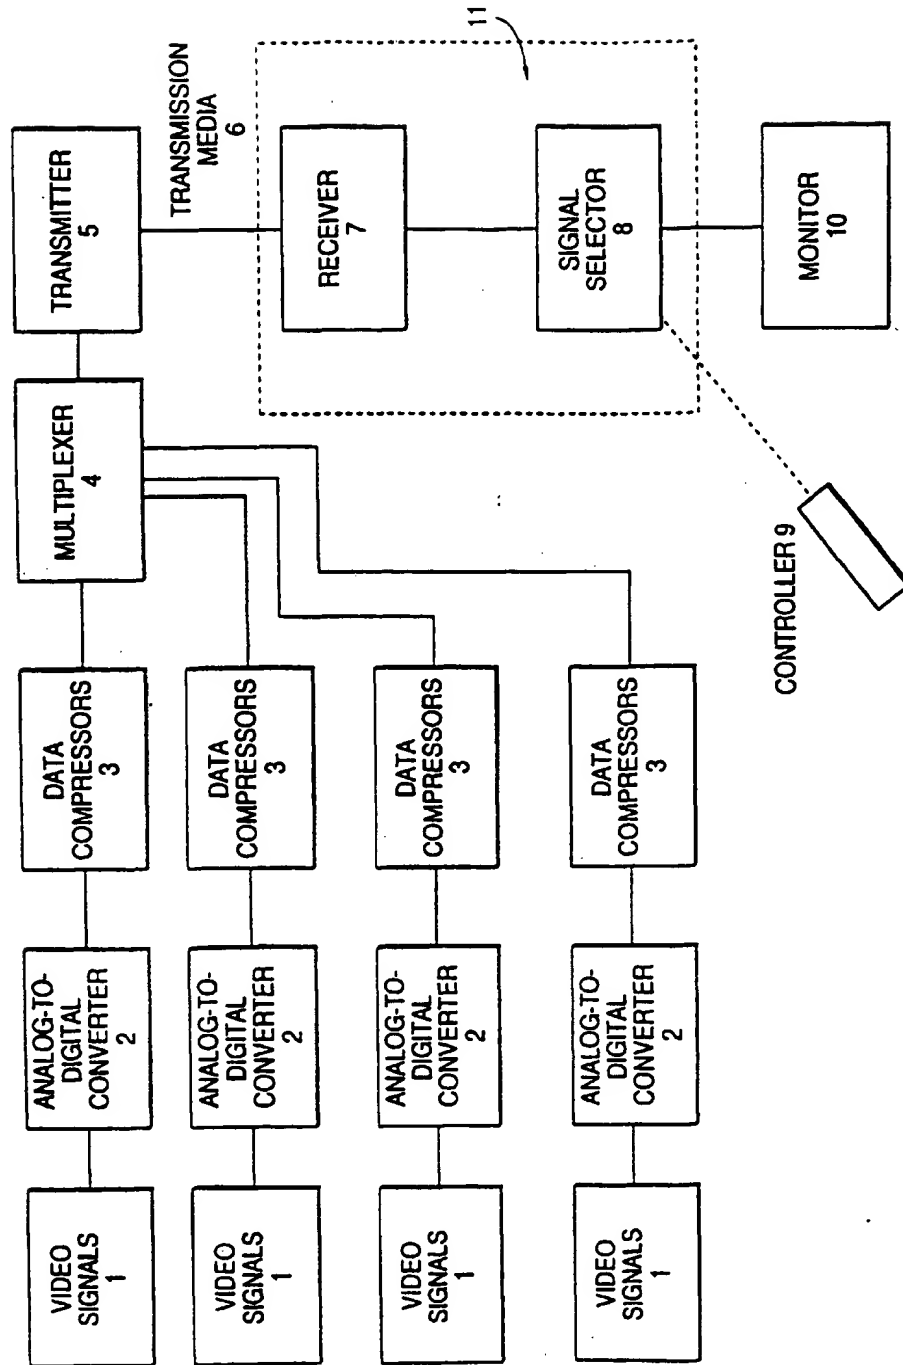 VIDEO
SIGNALS
1
ANALOG-TO-
DIGITAL
CONVERTER
2
DATA
COMPRESSORS
3
MULTIPLEXER
4
TRANSMITTER
5
VIDEO
SIGNALS
1
ANALOG-TO-
DIGITAL
CONVERTER
2
DATA
COMPRESSORS
3
TRANSMISSION
MEDIA
6
VIDEO
SIGNALS
1
ANALOG-TO-
DIGITAL
CONVERTER
2
DATA
COMPRESSORS
3
RECEIVER
7
11
VIDEO
SIGNALS
1
ANALOG-TO-
DIGITAL
CONVERTER
2
DATA
COMPRESSORS
3
SIGNAL
SELECTOR
8
CONTROLLER 9
MONITOR
10